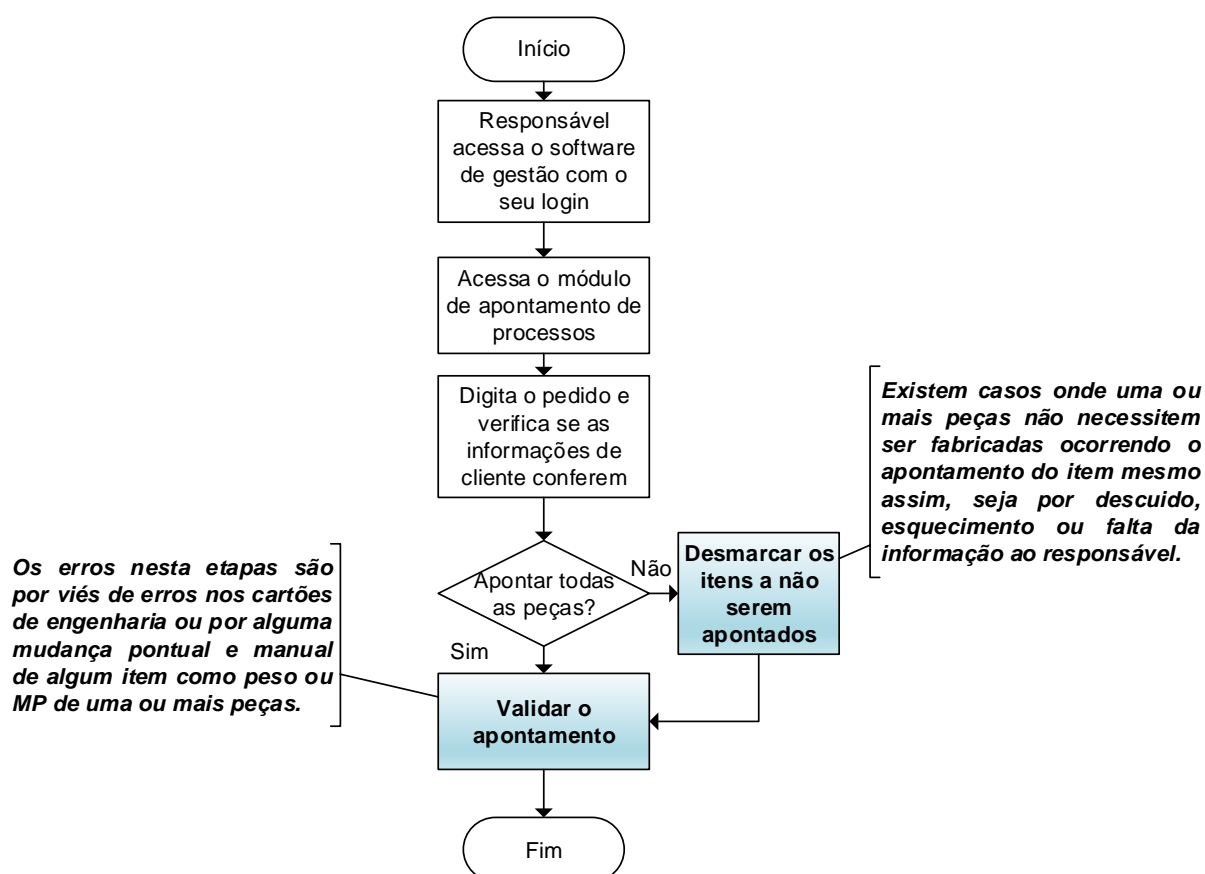 Início
Responsável
acessa o software
de gestão com o
seu login
Acessa o módulo
de apontamento de
processos
Digita o pedido e
verifica se as
informações de
cliente conferem
Existem casos onde uma ou
mais peças não necessitem
ser fabricadas ocorrendo o
apontamento do item mesmo
assim, seja por descuido,
esquecimento ou falta da
informação ao responsável.
Apontar todas
as peças?
Não
Desmarcar os
itens a não
serem
apontados
Os erros nesta etapas são
por viés de erros nos cartões
de engenharia ou por alguma
mudança pontual e manual
de algum item como peso ou
MP de uma ou mais peças.
Sim
Validar o
apontamento
Fim